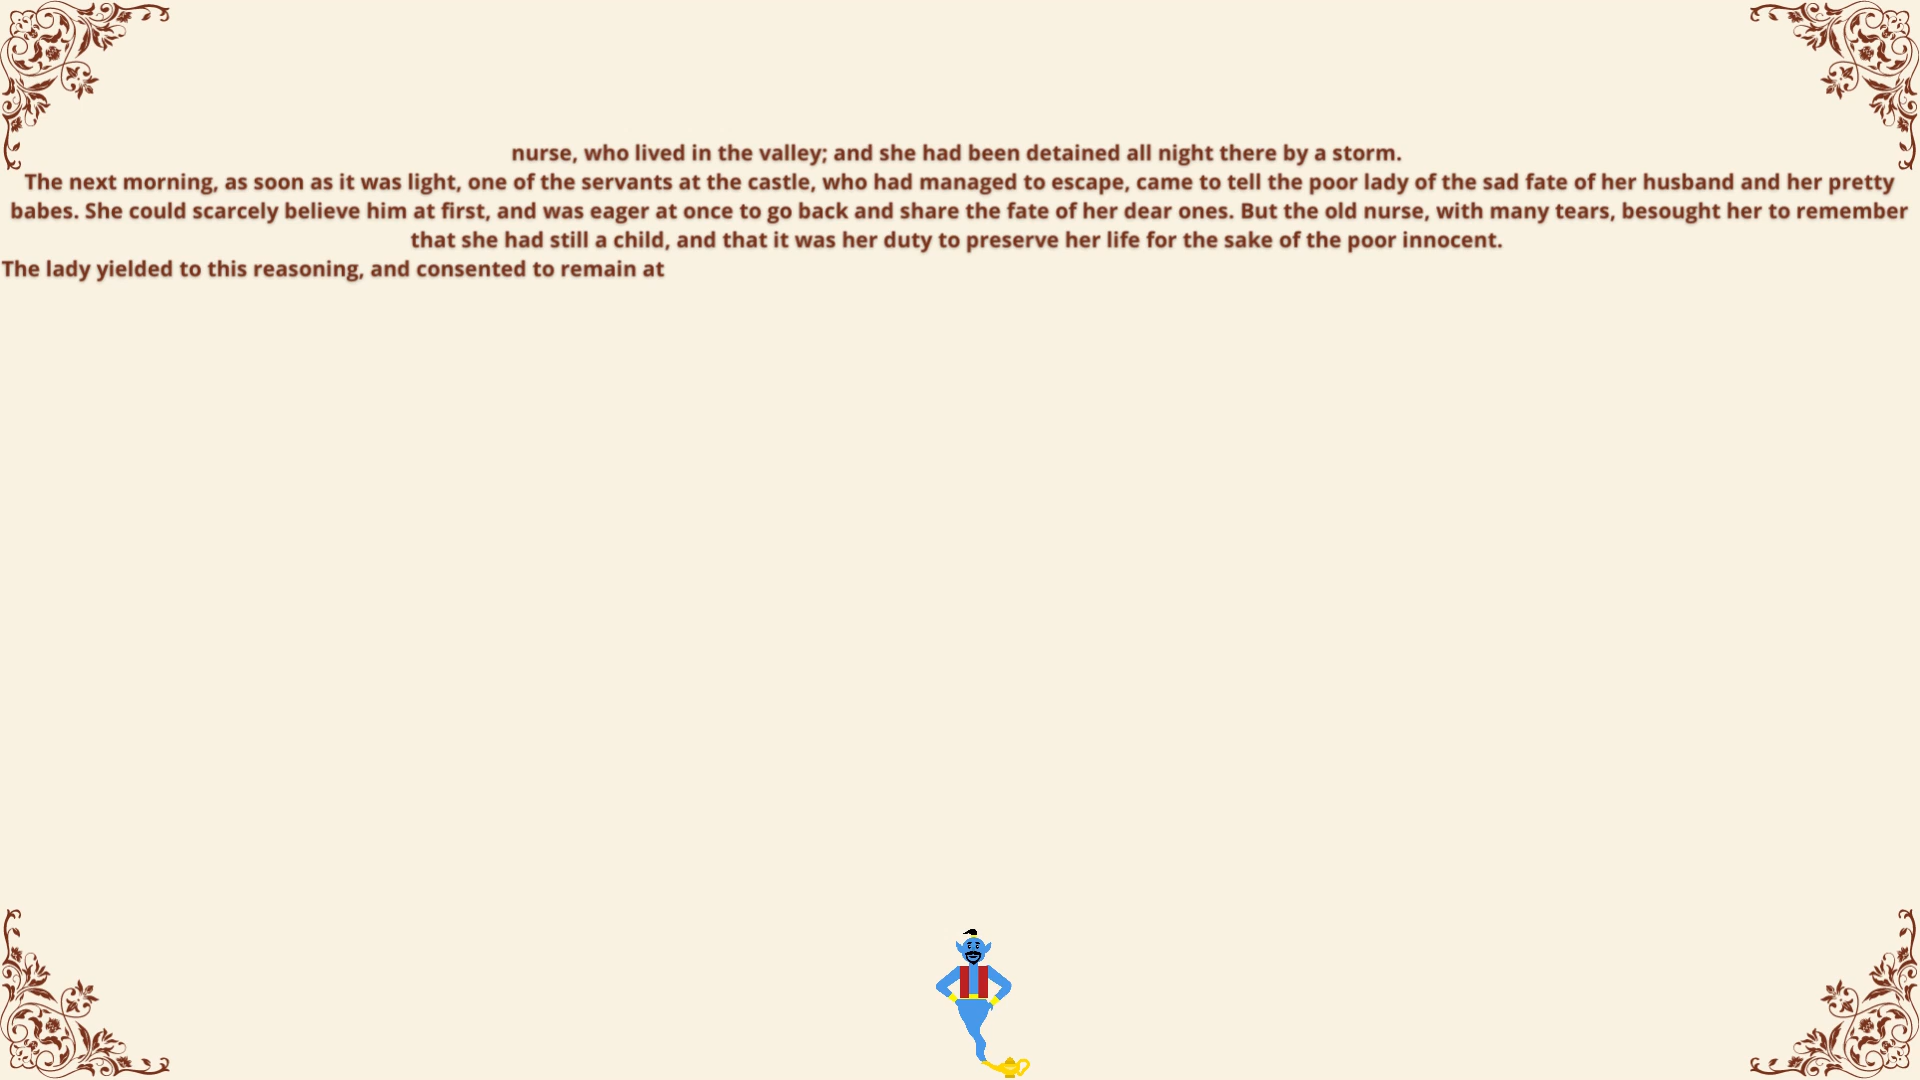 nurse, who lived in the valley; and she had been detained all night there by a storm.
The next morning, as soon as it was light, one of the servants at the castle, who had managed to escape, came to tell the poor lady of the sad fate of her husband and her pretty
babes. She could scarcely believe him at first, and was eager at once to go back and share the fate of her dear ones. But the old nurse, with many tears, besought her to remember
that she had still a child, and that it was her duty to preserve her life for the sake of the poor innocent.
The lady yielded to this reasoning, and consented to remain at